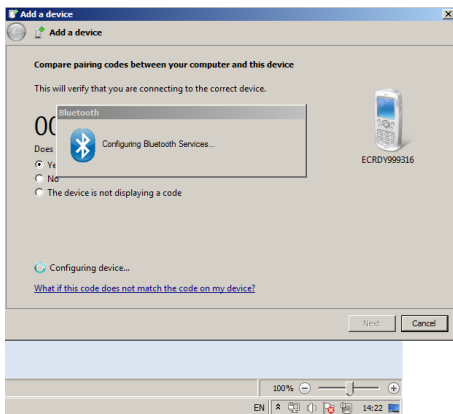 Add a device
Add a device
Compare pairing codes between your computer and this device
This will verify that you are connecting to the correct device.
Bluetooth
Configuring Bluetooth Services...
Does
ECRDY999316
No
The device is not displaying a code
Configuring device...
What if this code does not match the code on my device?
Next Cancel
100%
EN 14:22